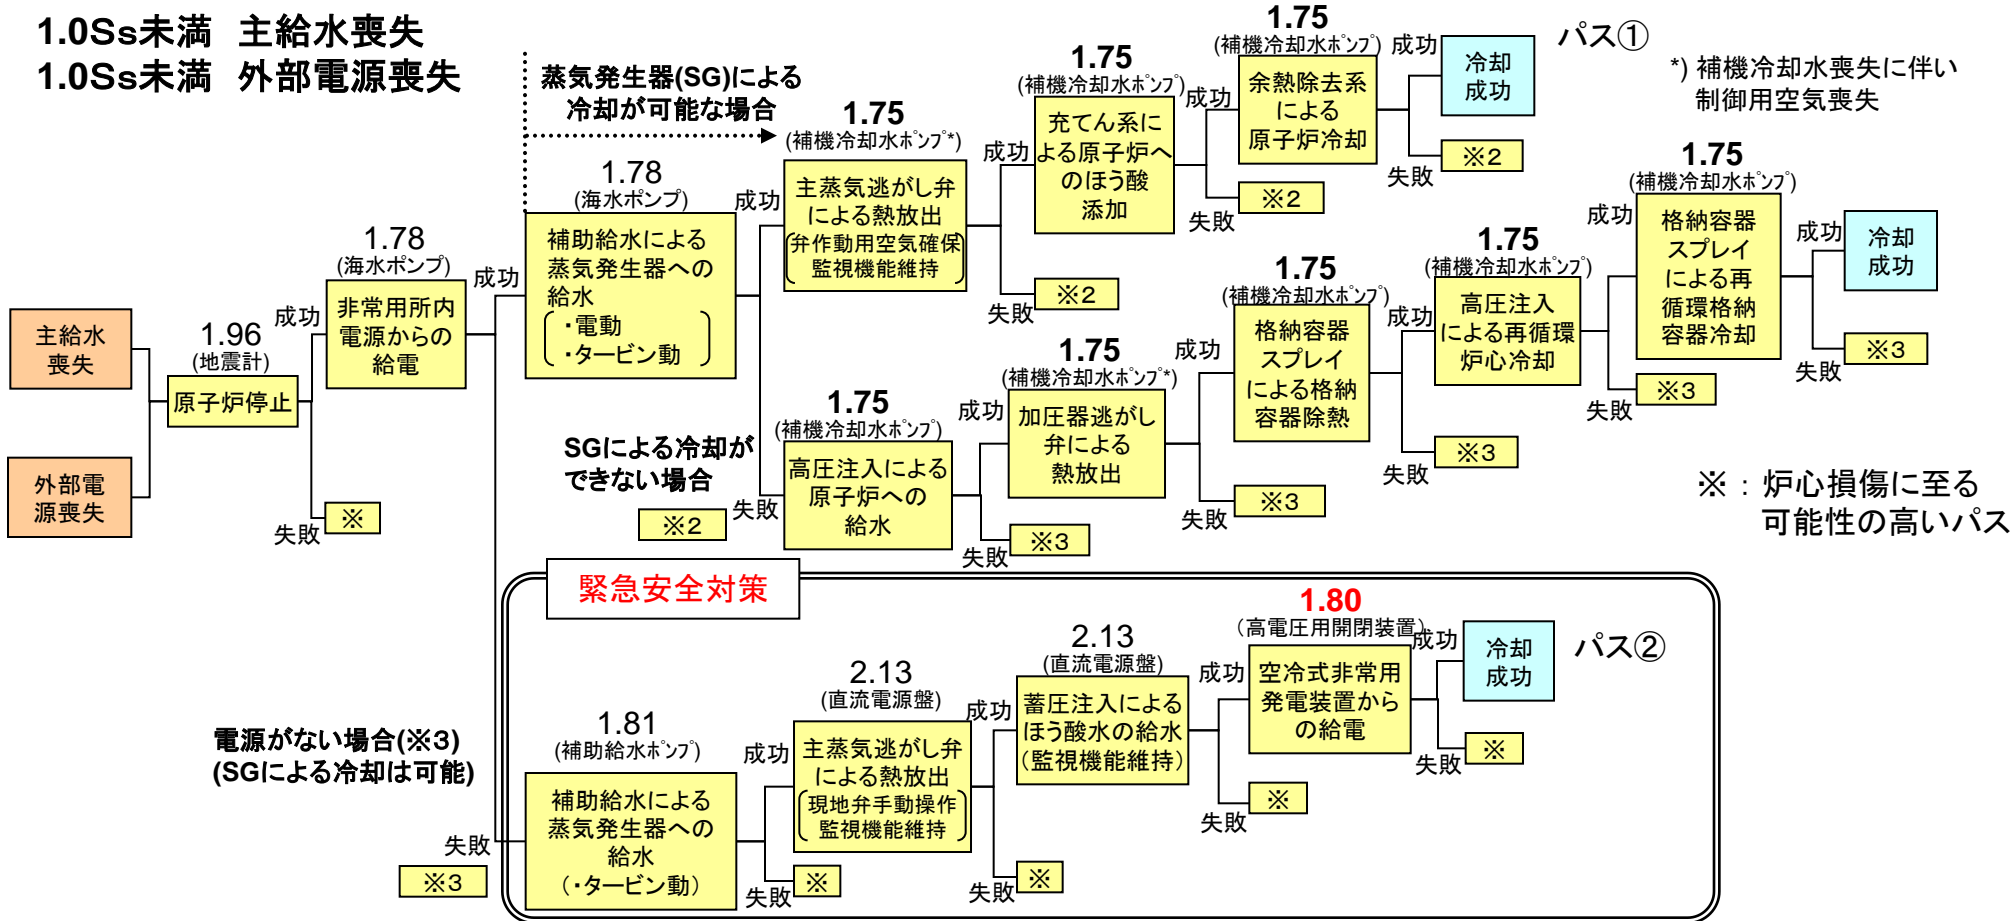 1.0Ss未満 主給水喪失
1.0Ss未満 外部電源喪失
蒸気発生器(SG)による
冷却が可能な場合
主給水
喪失
外部電
源喪失
1.96
(地震計)
原子炉停止
成功
失敗
※
1.78
(海水ポンプ)
非常用所内
電源からの
給電
成功
失敗
※3
1.78
(海水ポンプ)
補助給水による
蒸気発生器への
給水
・電動
・タービン動
成功
失敗
※2
1.75
(補機冷却水ポンプ*)
主蒸気逃がし弁
による熱放出
弁作動用空気確保
監視機能維持
成功
失敗
※2
1.75
(補機冷却水ポンプ)
充てん系に
よる原子炉へ
のほう酸
添加
成功
失敗
※2
1.75
(補機冷却水ポンプ)
余熱除去系
による
原子炉冷却
成功
失敗
※2
冷却
成功
パス①
*) 補機冷却水喪失に伴い
制御用空気喪失
SGによる冷却が
できない場合
1.75
(補機冷却水ポンプ)
高圧注入による
原子炉への
給水
成功
失敗
※3
1.75
(補機冷却水ポンプ*)
加圧器逃がし
弁による
熱放出
成功
失敗
※3
1.75
(補機冷却水ポンプ)
格納容器
スプレイ
による格納
容器除熱
成功
失敗
※3
1.75
(補機冷却水ポンプ)
高圧注入
による再循環
炉心冷却
成功
失敗
※3
1.75
(補機冷却水ポンプ)
格納容器
スプレイ
による再
循環格納
容器冷却
成功
失敗
※3
冷却
成功
※:炉心損傷に至る
可能性の高いパス
緊急安全対策
電源がない場合(※3)
(SGによる冷却は可能)
1.81
(補助給水ポンプ)
補助給水による
蒸気発生器への
給水
(・タービン動)
成功
失敗
※
2.13
(直流電源盤)
主蒸気逃がし弁
による熱放出
現地弁手動操作
監視機能維持
成功
失敗
※
2.13
(直流電源盤)
蓄圧注入による
ほう酸水の給水
(監視機能維持)
成功
失敗
※
1.80
(高電圧用開閉装置)
空冷式非常用
発電装置から
の給電
成功
失敗
※
冷却
成功
パス②